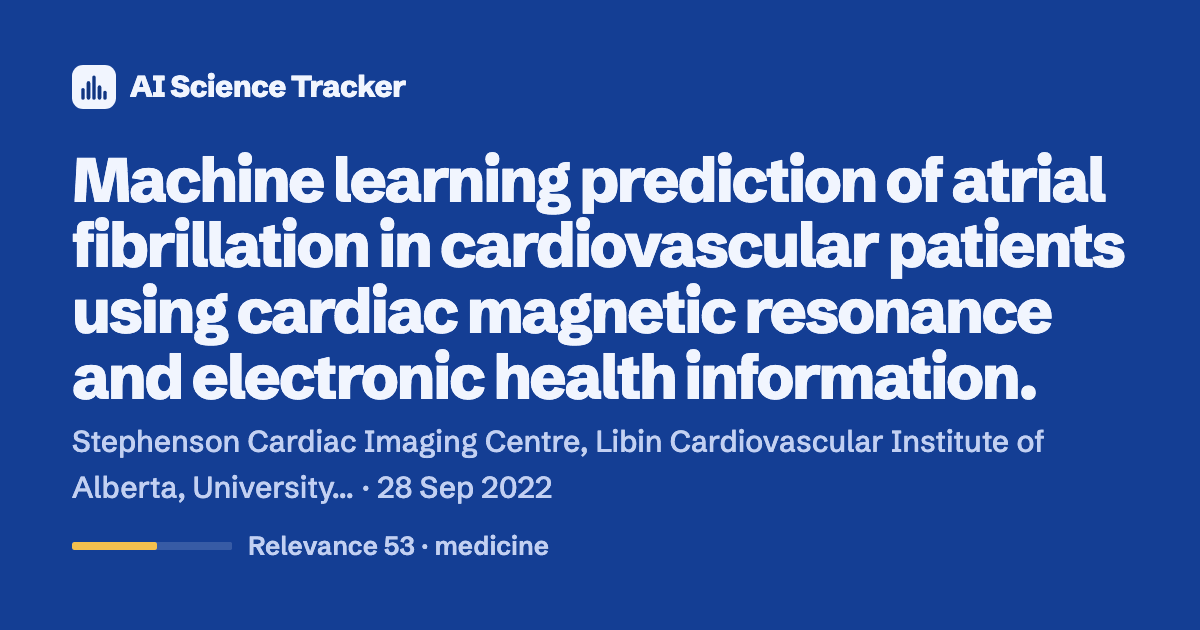 AI Science Tracker
Machine learning prediction of atrial
fibrillation in cardiovascular patients
using cardiac magnetic resonance
and electronic health information.
Stephenson Cardiac Imaging Centre, Libin Cardiovascular Institute of
Alberta, University... · 28 Sep 2022
Relevance 53 · medicine